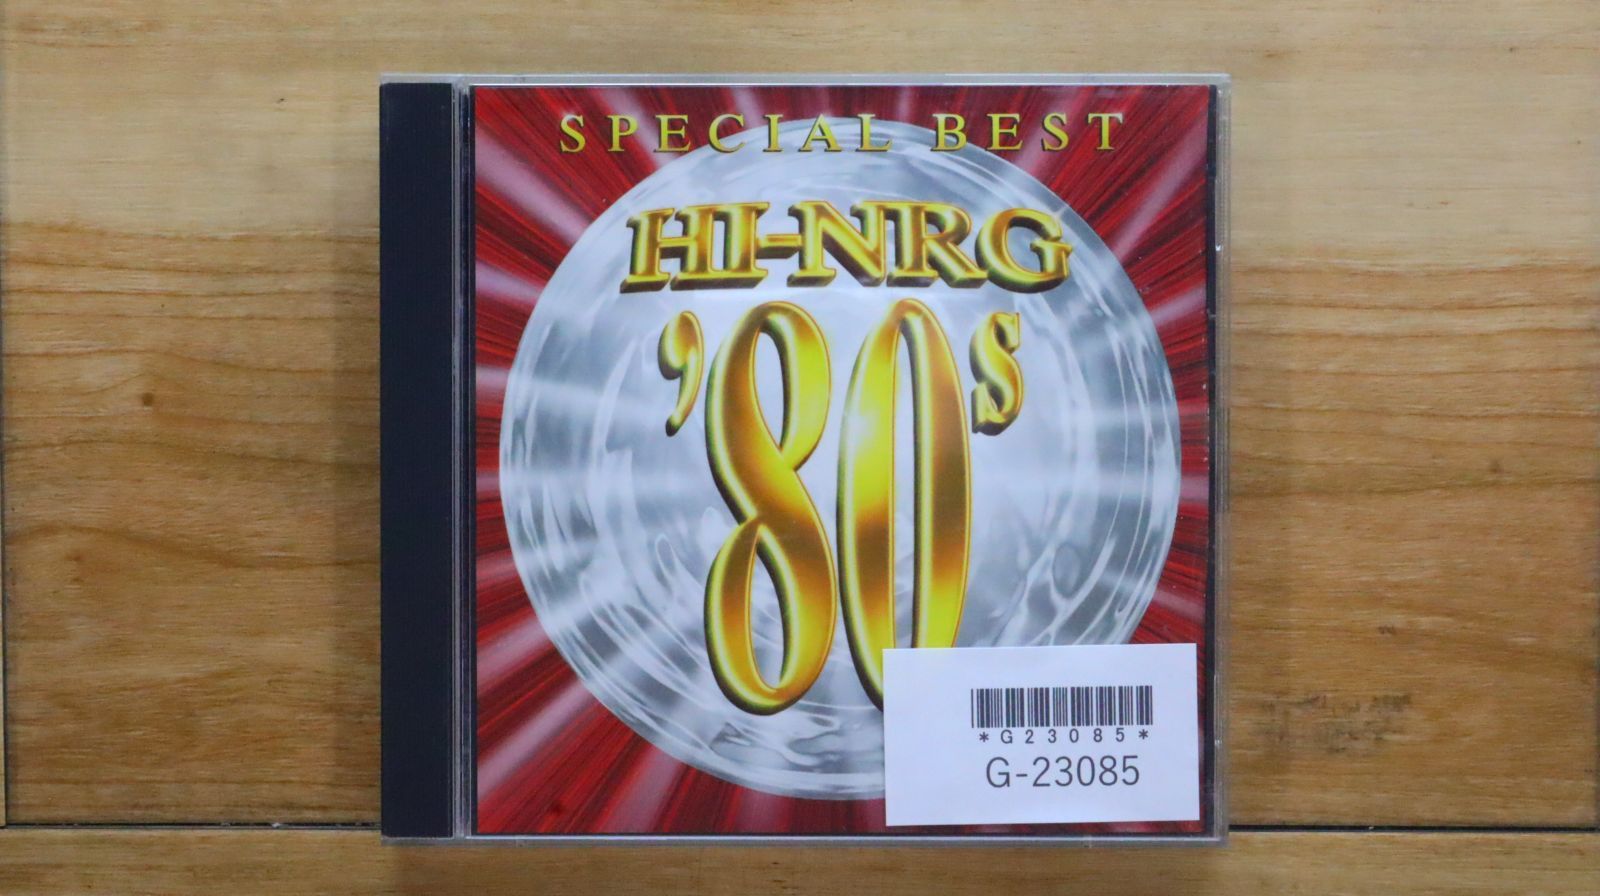 SPECIAL BEST
HI-NRG
'80s
*G23085*
G-23085